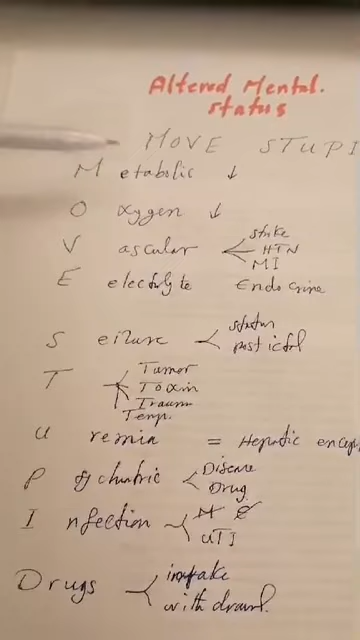 Altered Mental.
status
MOVE STUPI
M etabolic ↓
O xygen ↓
V ascular
stroke
HTN
MI
E electrolyte Endocrine
S eizure
status
post ictal
T
Tumor
Toxin
Trauma
Temp.
U remia = Hepatic encep
P sychiatric
Disease
Drug
I nfection
M E
UTI
Drugs
intake
withdrawl.